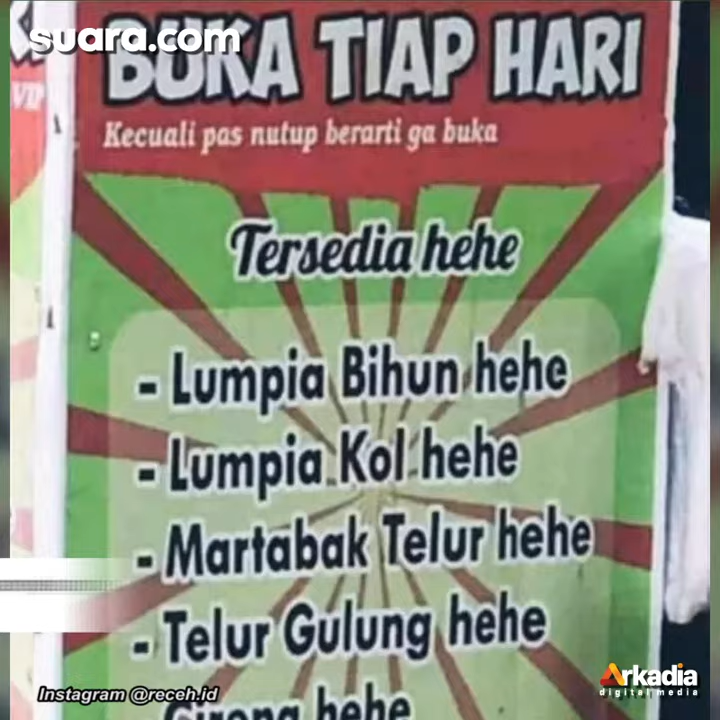 suara.com
VIP
BUKA TIAP HARI
Kecuali pas nutup berarti ga buka
Tersedia hehe
- Lumpia Bihun hehe
- Lumpia Kol hehe
- Martabak Telur hehe
- Telur Gulung hehe
hehe
Instagram @receh.id
Arkadia
digital media